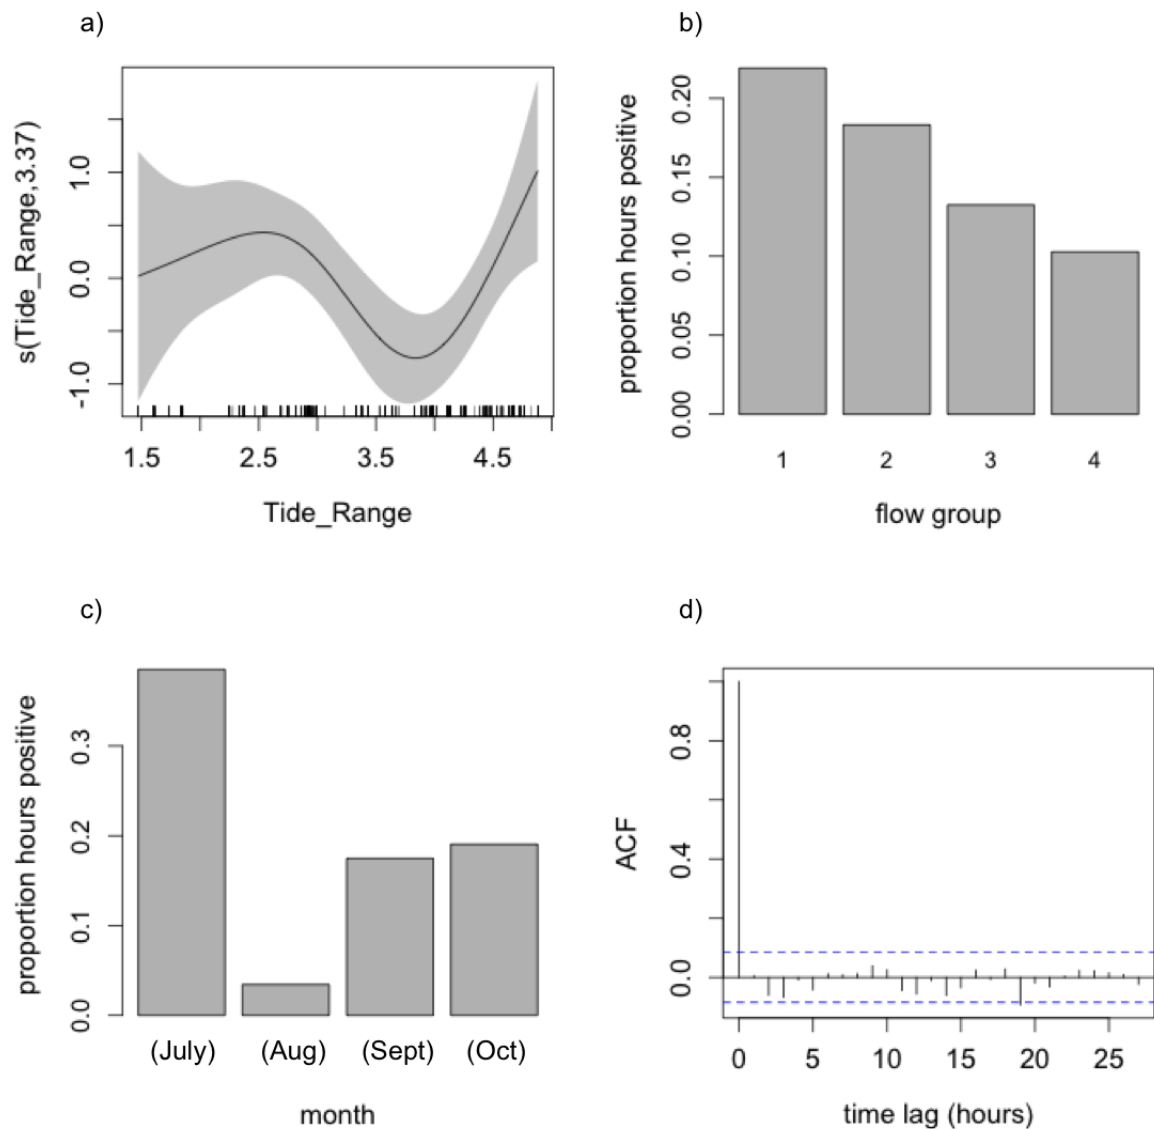 a)
s(Tide_Range,3.37)
1.0
0.0
-1.0
1.5 2.5 3.5 4.5
Tide_Range
b)
proportion hours positive
0.20
0.15
0.10
0.05
0.00
1 2 3 4
flow group
c)
proportion hours positive
0.3
0.2
0.1
0.0
(July) (Aug) (Sept) (Oct)
month
d)
ACF
0.8
0.4
0.0
0 5 10 15 20 25
time lag (hours)